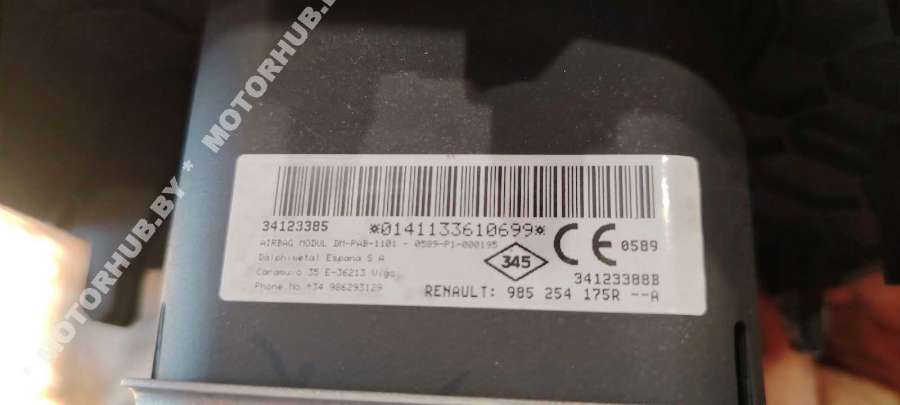 MOTORHUB.BY * MOTORHUB.BY
34123385 *0141133610699*
AIRBAG MODUL DM-PAB-1101 - 0589-P1-000195
Dalphimetal Espana S.A
Caramuxo 35 E-36213 Vigo
Phone No +34 986293129
345
CE 0589
34123388B
RENAULT: 985 254 175R --A